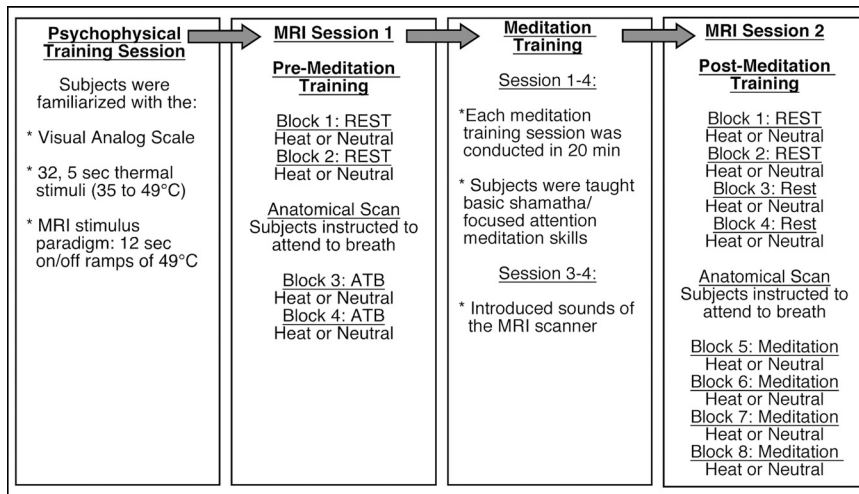 Psychophysical
Training Session
Subjects were
familiarized with the:
* Visual Analog Scale
* 32, 5 sec thermal
stimuli (35 to 49°C)
* MRI stimulus
paradigm: 12 sec
on/off ramps of 49°C
MRI Session 1
Pre-Meditation
Training
Block 1: REST
Heat or Neutral
Block 2: REST
Heat or Neutral
Anatomical Scan
Subjects instructed to
attend to breath
Block 3: ATB
Heat or Neutral
Block 4: ATB
Heat or Neutral
Meditation
Training
Session 1-4:
*Each meditation
training session was
conducted in 20 min
* Subjects were taught
basic shamatha/
focused attention
meditation skills
Session 3-4:
* Introduced sounds of
the MRI scanner
MRI Session 2
Post-Meditation
Training
Block 1: REST
Heat or Neutral
Block 2: REST
Heat or Neutral
Block 3: Rest
Heat or Neutral
Block 4: Rest
Heat or Neutral
Anatomical Scan
Subjects instructed to
attend to breath
Block 5: Meditation
Heat or Neutral
Block 6: Meditation
Heat or Neutral
Block 7: Meditation
Heat or Neutral
Block 8: Meditation
Heat or Neutral